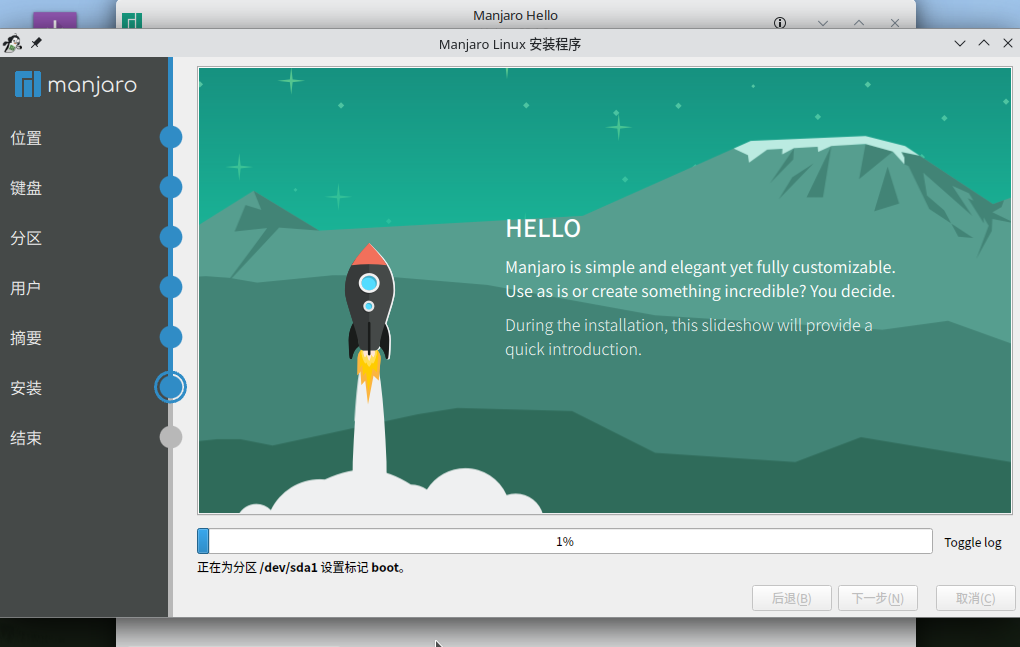 Manjaro Hello
Manjaro Linux 安装程序
manjaro
位置
键盘
分区
用户
摘要
安装
结束
HELLO
Manjaro is simple and elegant yet fully customizable.
Use as is or create something incredible? You decide.
During the installation, this slideshow will provide a
quick introduction.
1%
Toggle log
正在为分区 /dev/sda1 设置标记 boot。
后退(B)
下一步(N)
取消(C)